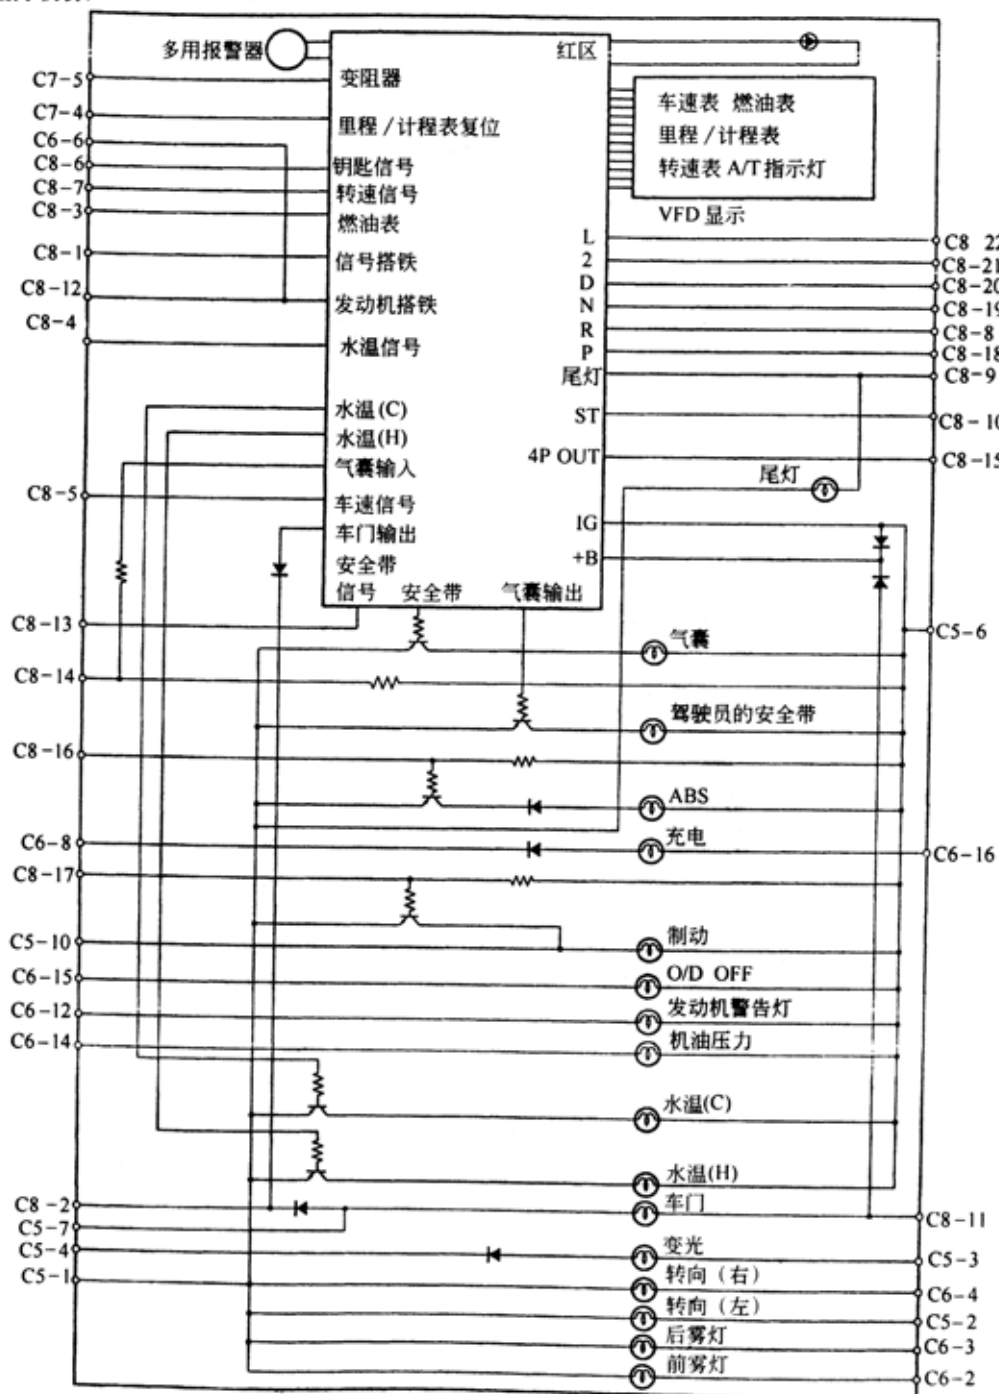 多用报警器
红区
C7-5
变阻器
车速表 燃油表
C7-4
里程/计程表复位
里程/计程表
C6-6
C8-6
钥匙信号
转速表 A/T 指示灯
C8-7
转速信号
C8-3
燃油表
VFD 显示
L
C8 22
C8-1
信号搭铁
2
C8-21
D
C8-20
C8-12
发动机搭铁
N
C8-19
C8-4
R
C8-8
水温信号
P
C8-18
尾灯
C8-9
水温(C)
ST
C8-10
水温(H)
气囊输入
4P OUT
C8-15
尾灯
C8-5
车速信号
车门输出
IG
安全带
+B
信号
安全带
气囊输出
C8-13
C5-6
气囊
C8-14
驾驶员的安全带
C8-16
ABS
C6-8
充电
C6-16
C8-17
C5-10
制动
C6-15
O/D OFF
C6-12
发动机警告灯
C6-14
机油压力
水温(C)
水温(H)
C8-2
车门
C8-11
C5-7
C5-4
变光
C5-3
C5-1
转向(右)
C6-4
转向(左)
C5-2
后雾灯
C6-3
前雾灯
C6-2